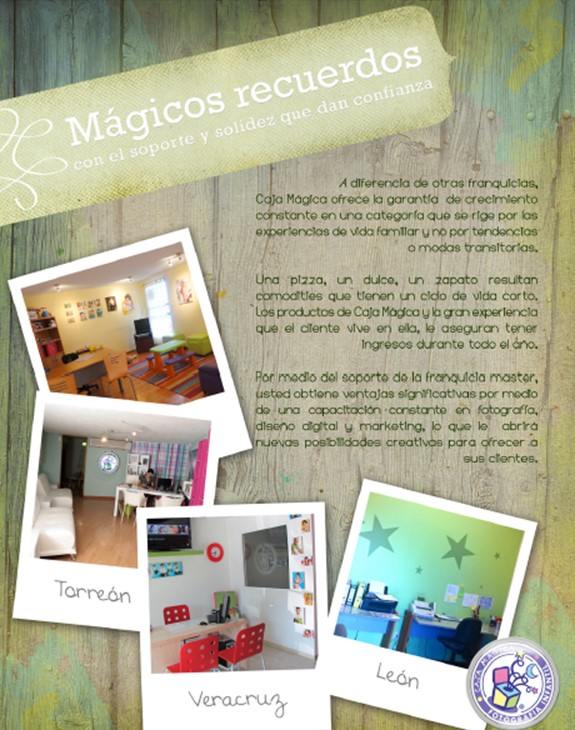 Mágicos recuerdos
con el soporte y solidez que dan confianza
A diferencia de otras franquicias,
Caja Mágica ofrece la garantía de crecimiento
constante en una categoría que se rige por las
experiencias de vida familiar y no por tendencias
o modas transitorias.
Una pizza, un dulce, un zapato resultan
comodities que tienen un ciclo de vida corto.
Los productos de Caja Mágica y la gran experiencia
que el cliente vive en ella, le aseguran tener
ingresos durante todo el áno.
Por medio del soporte de la franquicia master,
usted obtiene ventajas significativas por medio
de una capacitación constante en fotografía,
diseño digital y marketing, lo que le abrirá
nuevas posibilidades creativas para ofrecer a
sus clientes.
Torreón
Veracruz
León
CAJA MÁGICA
FOTOGRAFÍA INFANTIL